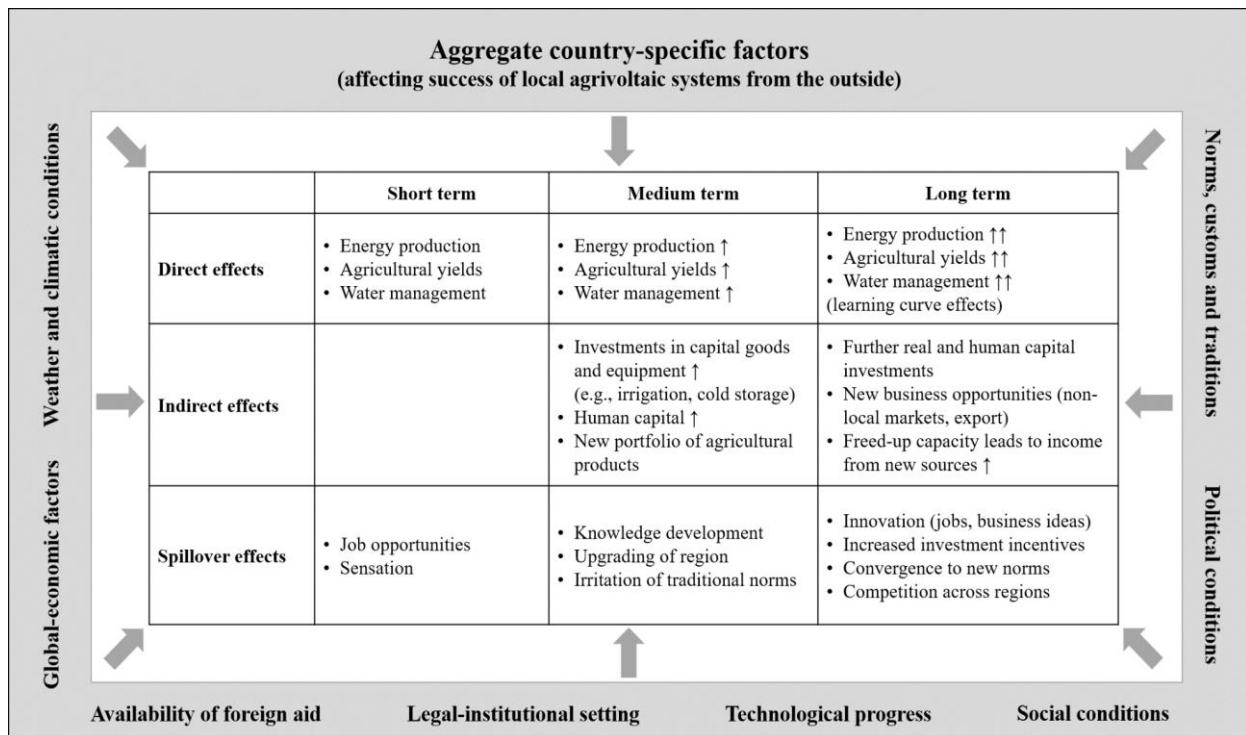 Aggregate country-specific factors
(affecting success of local agrivoltaic systems from the outside)
Weather and climatic conditions
Global-economic factors
Short term
Medium term
Long term
Direct effects
• Energy production
• Agricultural yields
• Water management
• Energy production ↑
• Agricultural yields ↑
• Water management ↑
• Energy production ↑↑
• Agricultural yields ↑↑
• Water management ↑↑
(learning curve effects)
Indirect effects
• Investments in capital goods
and equipment ↑
(e.g., irrigation, cold storage)
• Human capital ↑
• New portfolio of agricultural
products
• Further real and human capital
investments
• New business opportunities (non-
local markets, export)
• Freed-up capacity leads to income
from new sources ↑
Spillover effects
• Job opportunities
• Sensation
• Knowledge development
• Upgrading of region
• Irritation of traditional norms
• Innovation (jobs, business ideas)
• Increased investment incentives
• Convergence to new norms
• Competition across regions
Norms, customs and traditions
Political conditions
Availability of foreign aid
Legal-institutional setting
Technological progress
Social conditions